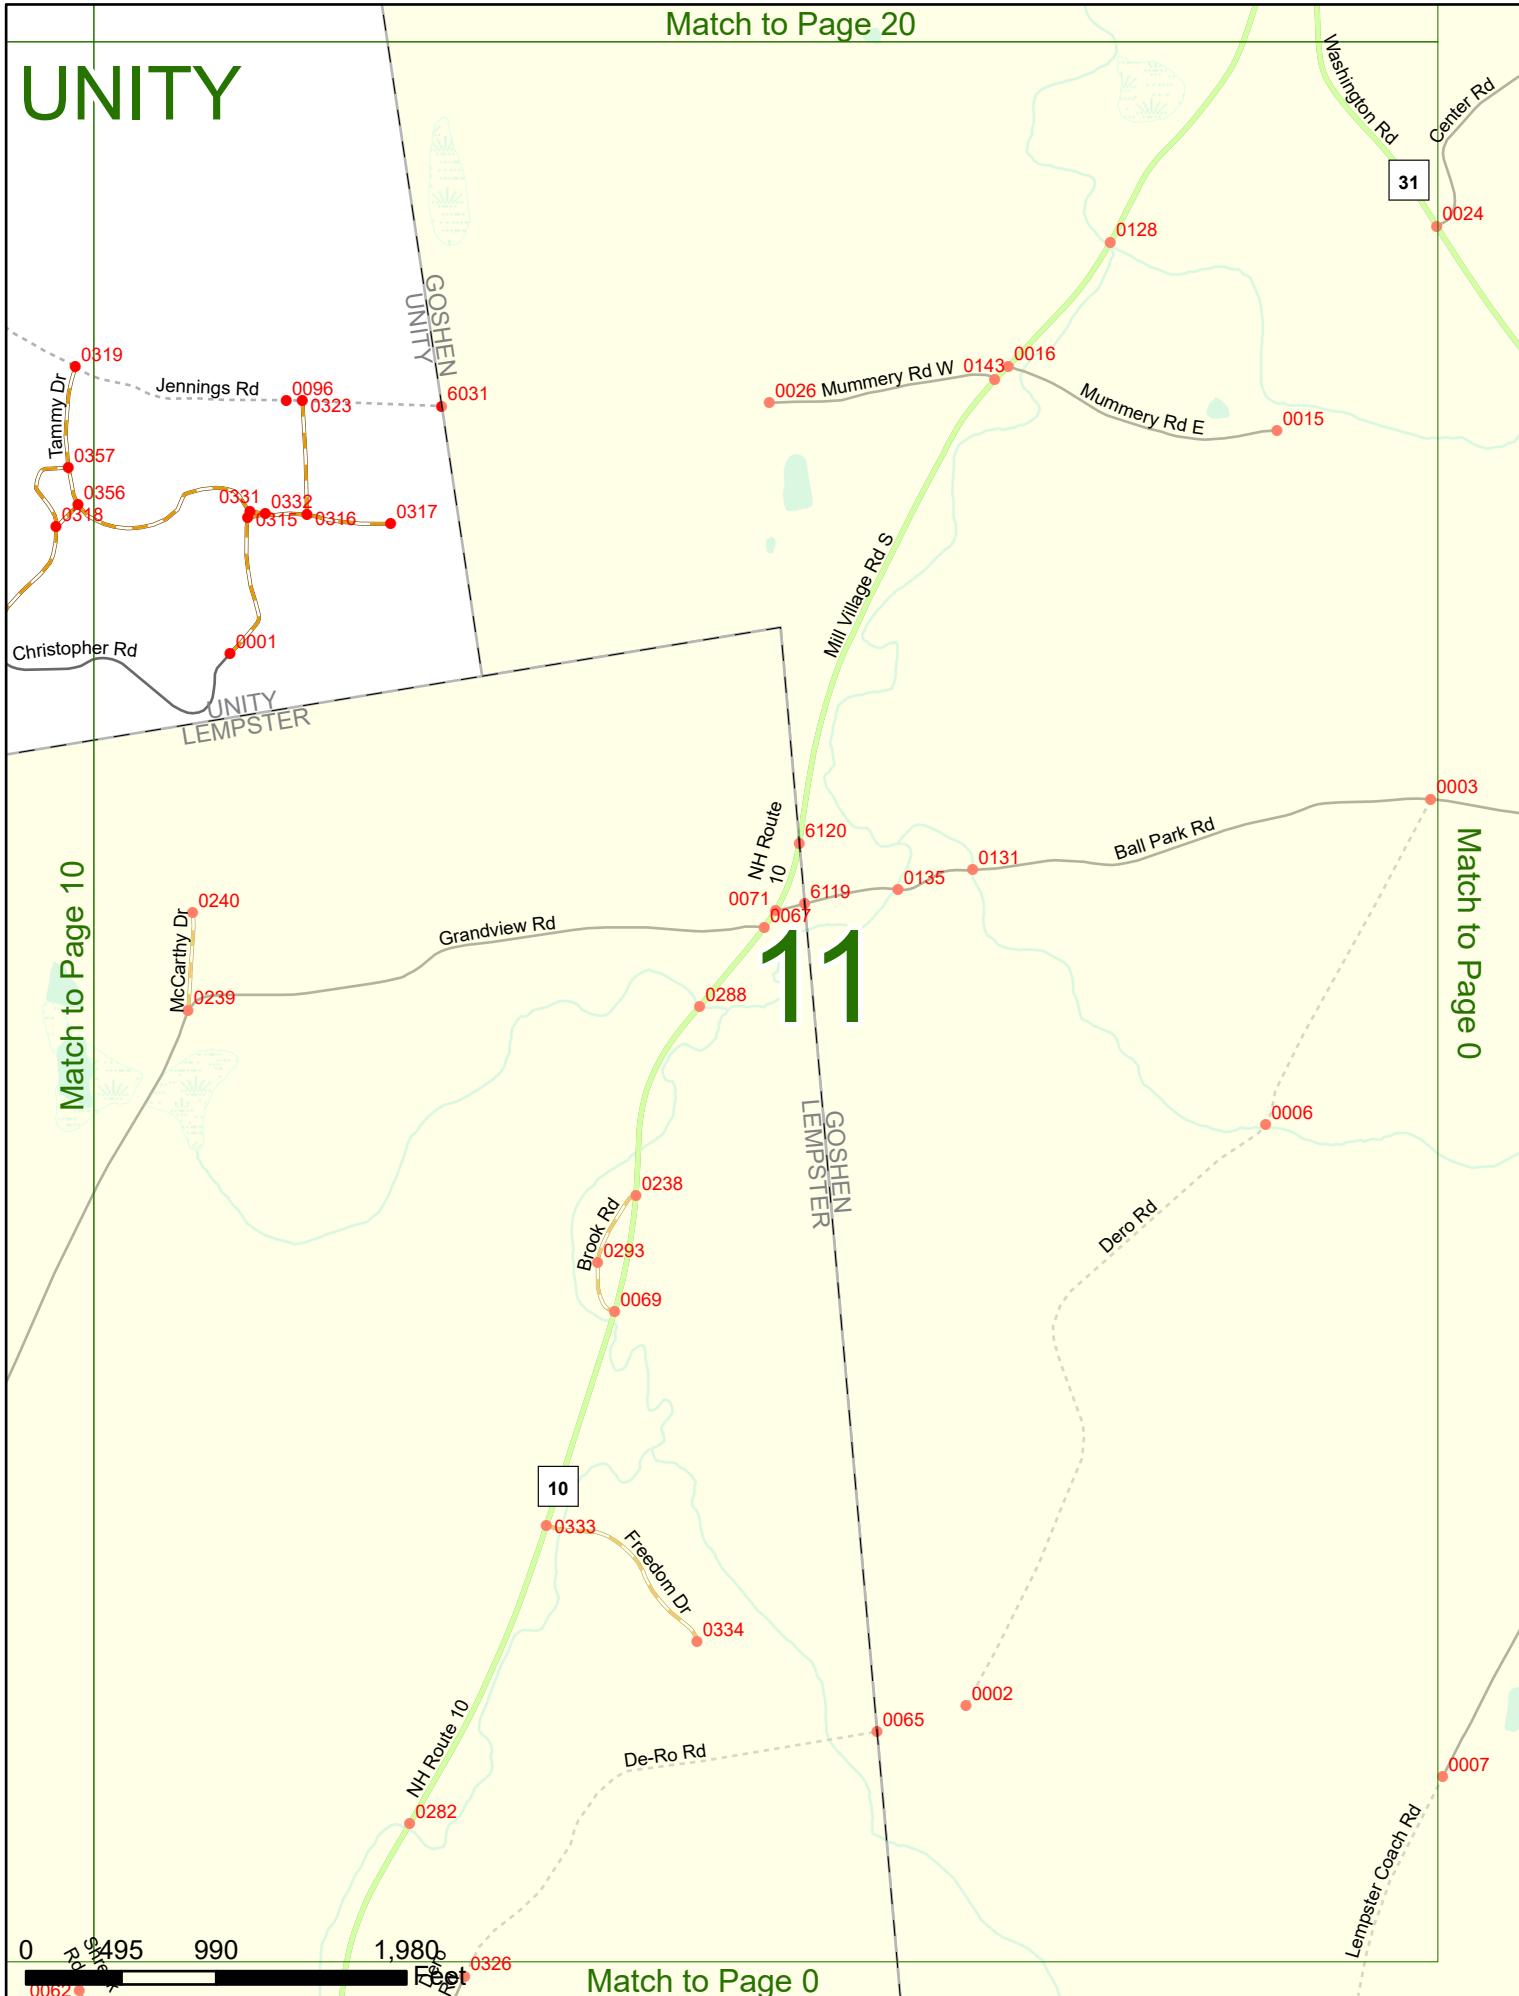 Match to Page 20
UNITY
Washington Rd
Center Rd
31
0024
0128
GOSHEN
UNITY
0319
Jennings Rd
0096
0323
6031
Tammy Dr
0026
Mummery Rd W
0143
0016
Mummery Rd E
0015
0357
0356
0318
0331
0332
0315
0316
0317
Mill Village Rd S
Christopher Rd
0001
UNITY
LEMPSTER
0003
NH Route
10
6120
Ball Park Rd
0131
0135
6119
0071
0067
Match to Page 10
Match to Page 0
0240
McCarthy Dr
Grandview Rd
11
0239
0288
GOSHEN
LEMPSTER
0006
0238
Brook Rd
0293
Dero Rd
0069
10
0333
Freedom Dr
0334
0002
0065
NH Route 10
De-Ro Rd
0007
0282
Lempster Coach Rd
0 495 990 1,980
Feet
Rd
Dero
Rd
0326
0062
Match to Page 0